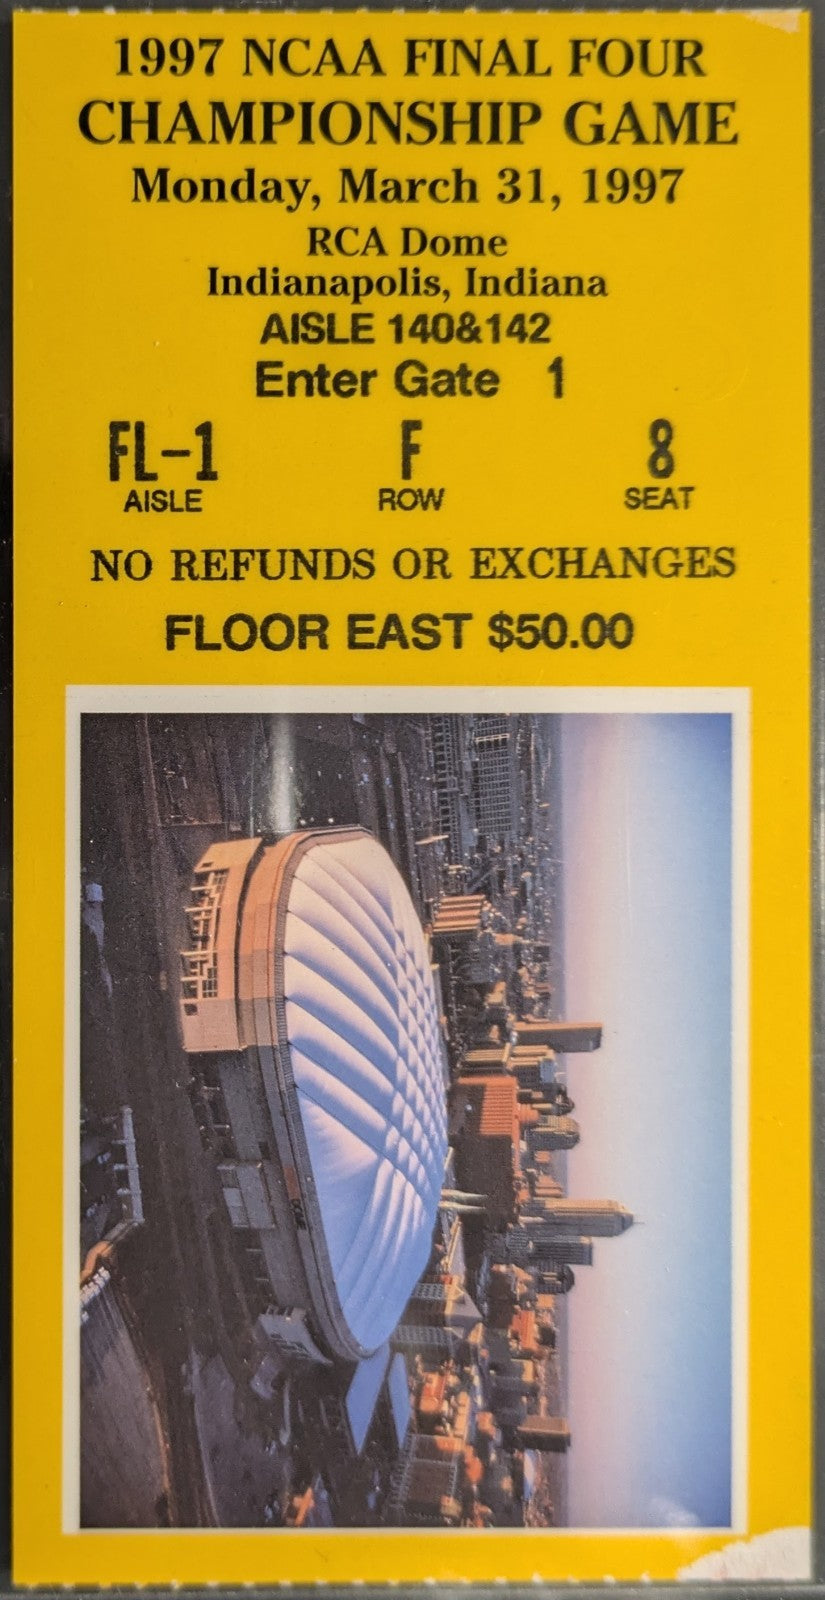 1997 NCAA FINAL FOUR
CHAMPIONSHIP GAME
Monday, March 31, 1997
RCA Dome
Indianapolis, Indiana
AISLE 140&142
Enter Gate 1
FL-1 F 8
AISLE ROW SEAT
NO REFUNDS OR EXCHANGES
FLOOR EAST $50.00